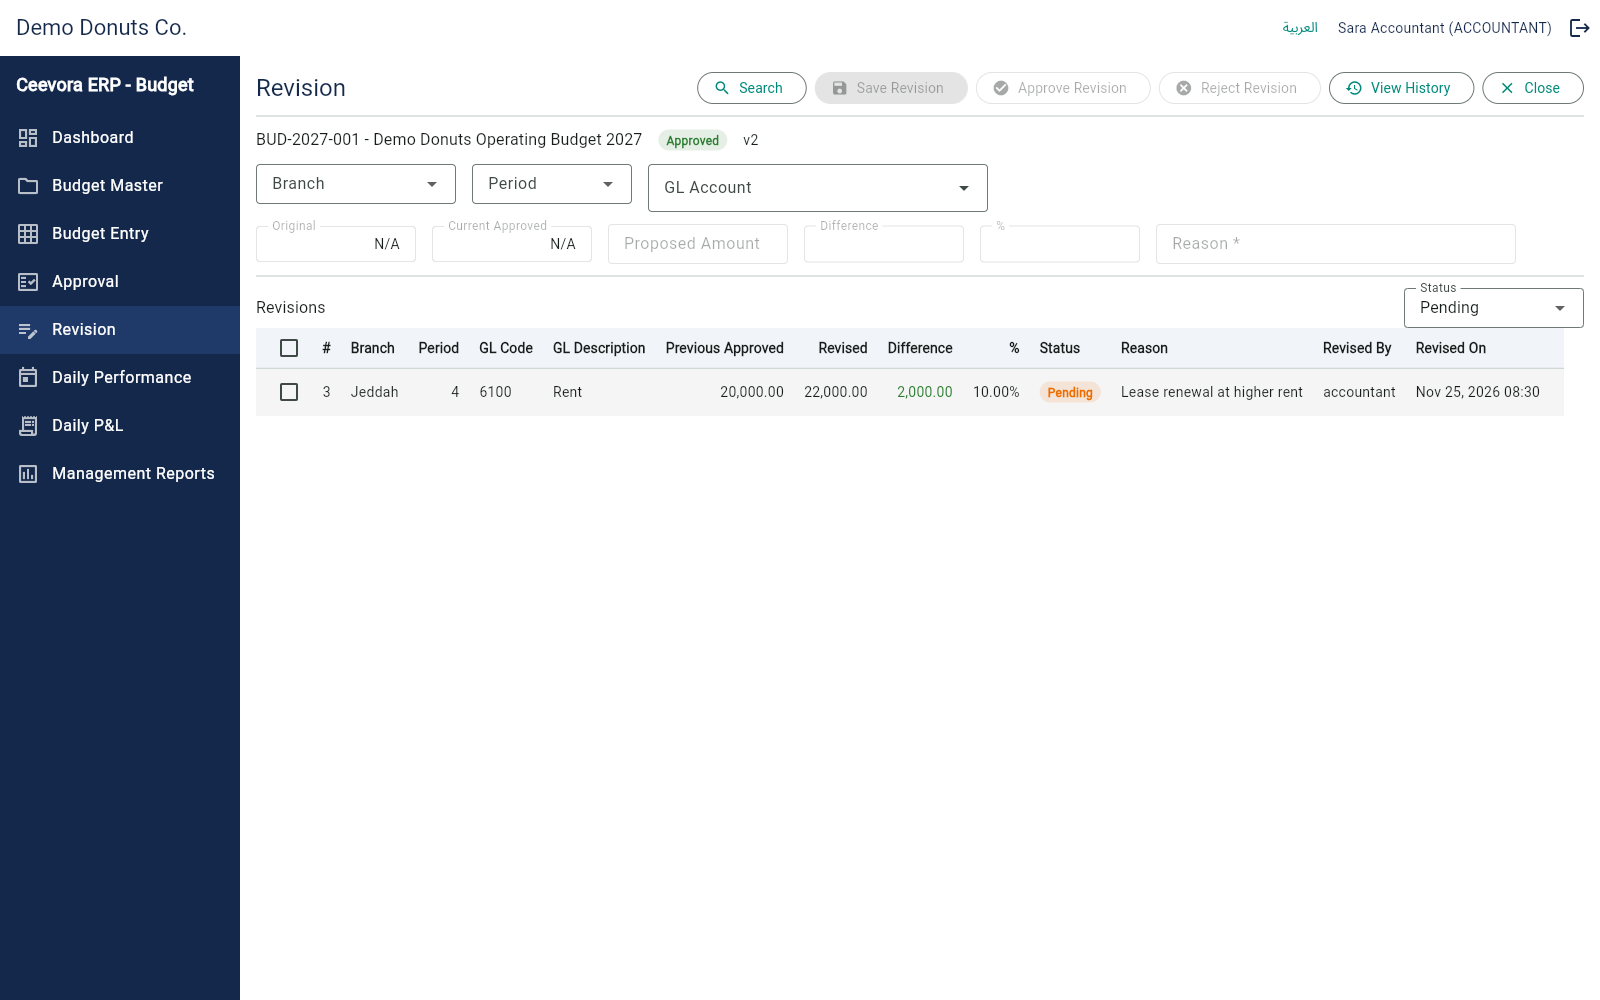 Demo Donuts Co.
العربية
Sara Accountant (ACCOUNTANT)
Ceevora ERP - Budget
Dashboard
Budget Master
Budget Entry
Approval
Revision
Daily Performance
Daily P&L
Management Reports
Revision
Search
Save Revision
Approve Revision
Reject Revision
View History
Close
BUD-2027-001 - Demo Donuts Operating Budget 2027 Approved v2
Branch
Period
GL Account
Original
N/A
Current Approved
N/A
Proposed Amount
Difference
%
Reason *
Revisions
Status
Pending
# Branch Period GL Code GL Description Previous Approved Revised Difference % Status Reason Revised By Revised On
3 Jeddah 4 6100 Rent 20,000.00 22,000.00 2,000.00 10.00% Pending Lease renewal at higher rent accountant Nov 25, 2026 08:30